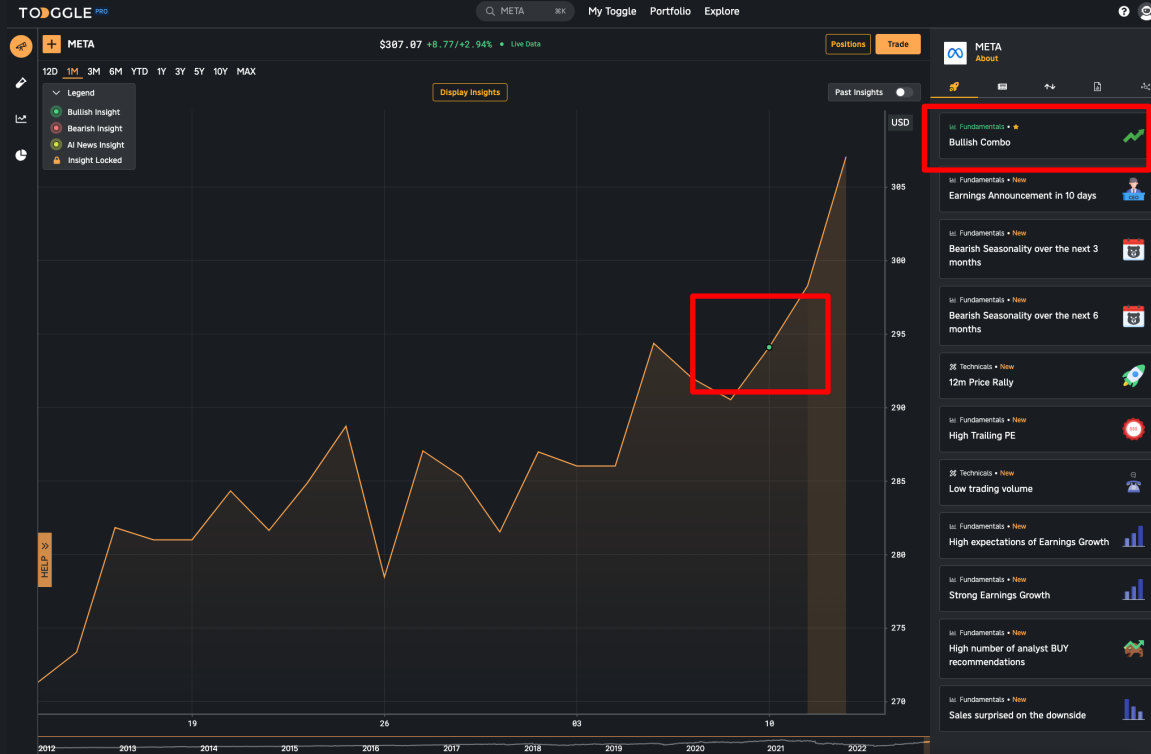 TOGGLE PRO
META ⌘K
My Toggle Portfolio Explore
META
$307.07 +8.77/+2.94% • Live Data
Positions Trade
12D 1M 3M 6M YTD 1Y 3Y 5Y 10Y MAX
Legend
Bullish Insight
Bearish Insight
AI News Insight
Insight Locked
Display Insights
Past Insights
USD
305
300
295
290
285
280
275
270
HELP
19 26 03 10
2012 2013 2014 2015 2016 2017 2018 2019 2020 2021 2022
META
About
Fundamentals •
Bullish Combo
Fundamentals • New
Earnings Announcement in 10 days
CEO
Fundamentals • New
Bearish Seasonality over the next 3
months
Fundamentals • New
Bearish Seasonality over the next 6
months
Technicals • New
12m Price Rally
Fundamentals • New
High Trailing PE
Technicals • New
Low trading volume
Fundamentals • New
High expectations of Earnings Growth
Fundamentals • New
Strong Earnings Growth
Fundamentals • New
High number of analyst BUY
recommendations
Fundamentals • New
Sales surprised on the downside